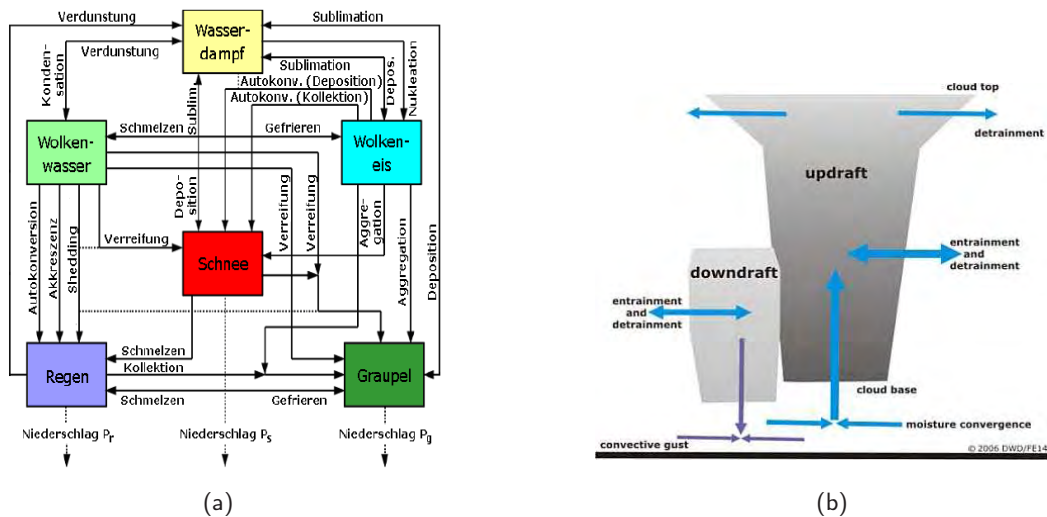 Verdunstung
Sublimation
Wasser-
dampf
Verdunstung
Sublimation
Autokonv. (Deposition)
Autokonv. (Kollektion)
Konden-
sation
Sublim.
Depos.
Nukleation
Wolken-
wasser
Schmelzen
Gefrieren
Wolken-
eis
Depo-
sition
Verreifung
Verreifung
Aggre-
gation
Aggregation
Deposition
Autokonversion
Akkreszenz
Shedding
Verreifung
Schnee
Schmelzen
Regen
Kollektion
Graupel
Schmelzen
Gefrieren
Niederschlag Pr
Niederschlag Ps
Niederschlag Pg
(a)
cloud top
detrainment
updraft
downdraft
entrainment
and
detrainment
entrainment
and
detrainment
cloud base
moisture convergence
convective gust
© 2006 DWD/FE14
(b)